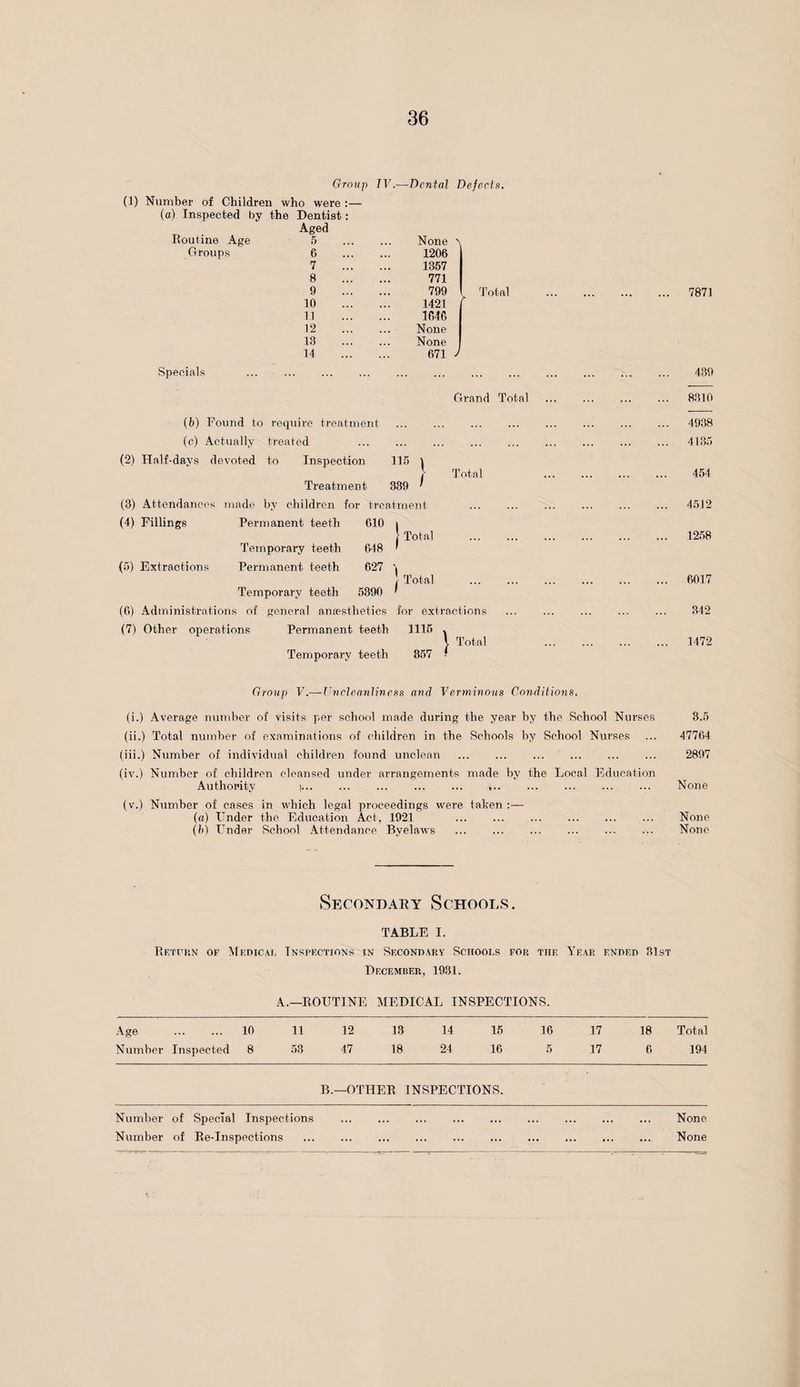 36
Group IV.—Dental Defects.
(1) Number of Children who were :—
(a) Inspected by the Dentist:
Aged
Routine Age 5 ... ... None
Groups 6 ... ... 1206
7 ... ... 1357
8 ... ... 771
9 ... ... 799 Total ... ... ... ... 7871
10 ... ... 1421
11 ... ... 1646
12 ... ... None
13 ... ... None
14 ... ... 671
Specials ... ... ... ... ... ... ... ... ... ... ... ... 439
Grand Total ... ... ... ... 8310
(b) Found to require treatment ... ... ... ... ... ... ... ... 4938
(c) Actually treated ... ... ... ... ... ... ... ... ... 4135
(2) Half-days devoted to Inspection 115
Total ... ... ... ... 454
Treatment 339
(3) Attendances made by children for treatment ... ... ... ... ... ... 4512
(4) Fillings Permanent teeth 610
Total ... ... ... ... ... ... 1258
Temporary teeth 648
(5) Extractions Permanent teeth 627
Total ... ... ... ... ... ... 6017
Temporary teeth 5390
(6) Administrations of general anæsthetics for extractions ... ... ... ... ... 342
(7) Other operations Permanent teeth 1115
Total ... ... ... ... 1472
Temporary teeth 357
Group V.—Uncleanliness and Verminous Conditions.
(i.) Average number of visits per school made during the year by the School Nurses 3.5
(ii.) Total number of examinations of children in the Schools by School Nurses ... 47764
(iii.) Number of individual children found unclean ... ... ... ... ... ... 2897
(iv.) Number of children cleansed under arrangements made by the Local Education
Authority ... ... ... ... ... ... ... ... ... ... None
(v.) Number of cases in which legal proceedings were taken :—
(a) Under the Education Act, 1921 ... ... ... ... ... ... None
(b) Under School Attendance Byelaws ... ... ... ... ... ... None
Secondary Schools.
TABLE I.
Return of Medical Inspections in Secondary Schools for the Year ended 31st
December, 1931.
A.—ROUTINE MEDICAL INSPECTIONS.
Age ... ... 10 11 12 13 14 15 16 17 18 Total
Number Inspected 8 53 47 18 24 16 5 17 6 194
B.—OTHER INSPECTIONS.
Number of Special Inspections ... ... ... ... ... ... ... ... ... None
Number of Re-Inspections ... ... ... ... ... ... ... ... ... ... None